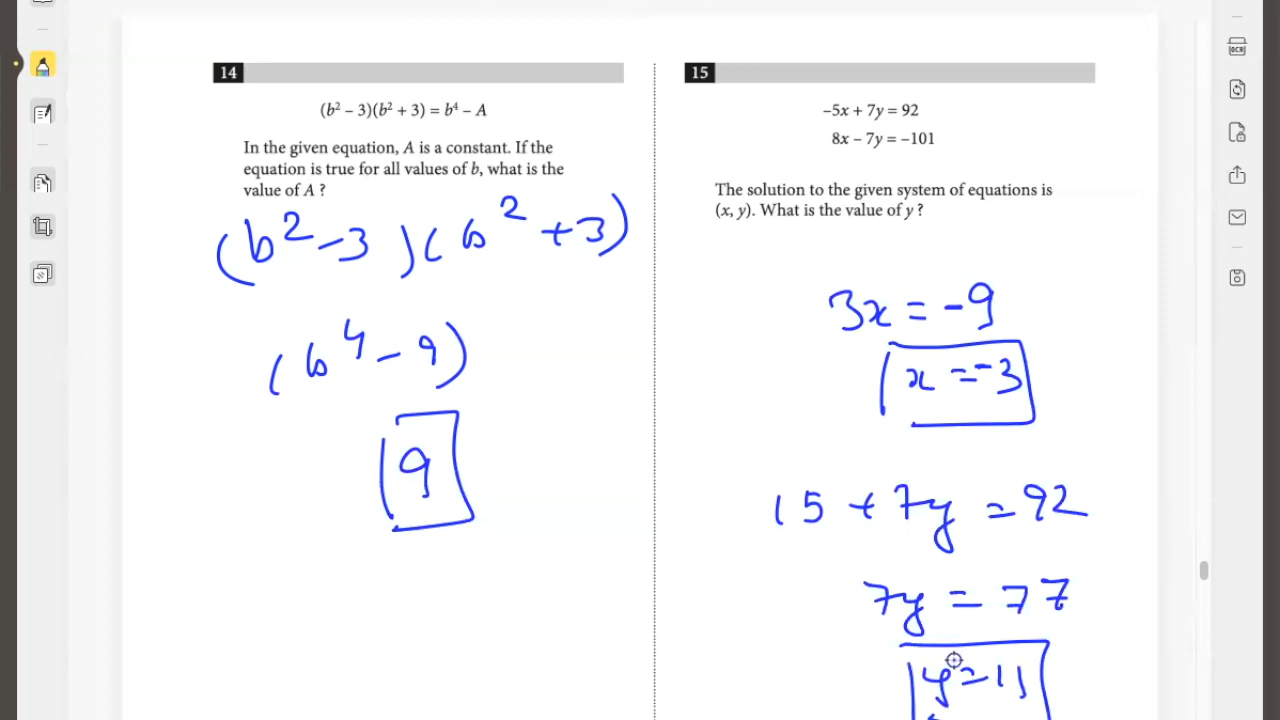 14
(b² – 3)(b² + 3) = b⁴ – A
In the given equation, A is a constant. If the
equation is true for all values of b, what is the
value of A ?
(b²-3)(b²+3)
(b⁴-9)
9
15
–5x + 7y = 92
8x – 7y = –101
The solution to the given system of equations is
(x, y). What is the value of y ?
3x = -9
x = -3
15 + 7y = 92
7y = 77
y = 11
OCR